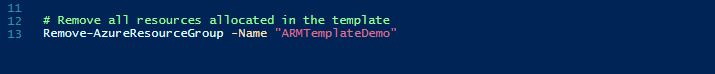 11
12 # Remove all resources allocated in the template
13 Remove-AzureResourceGroup -Name "ARMTemplateDemo"